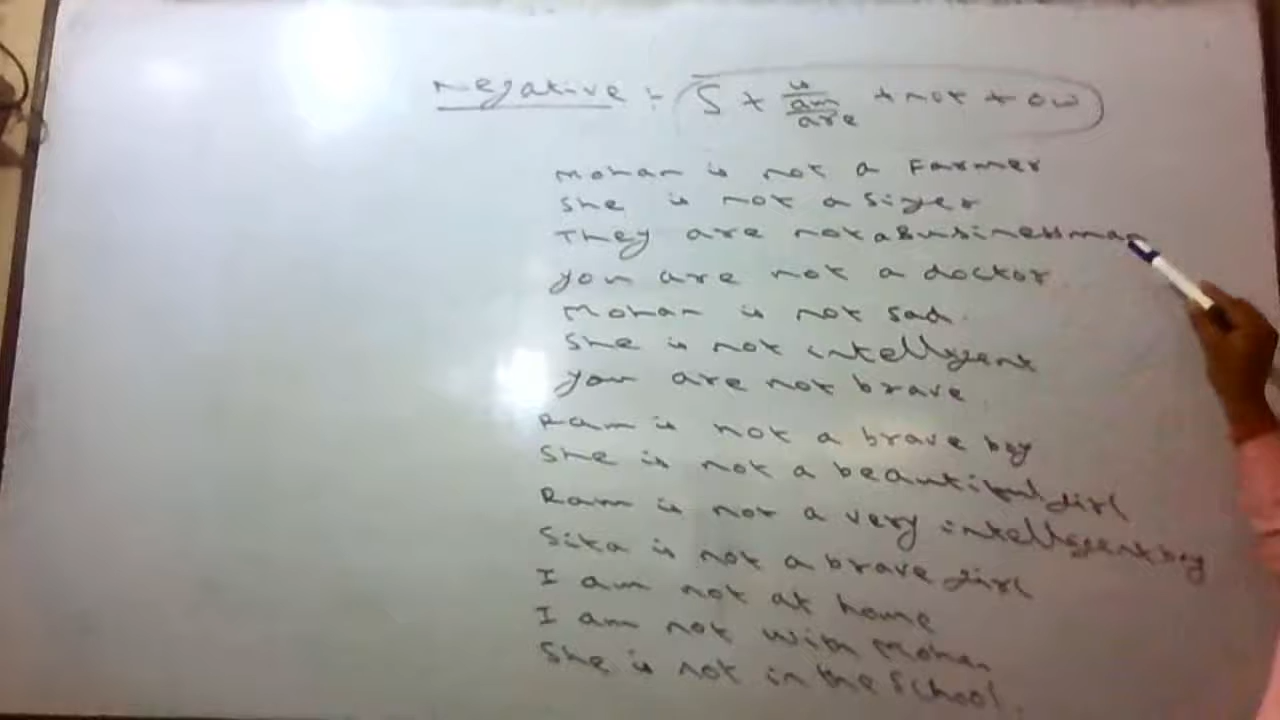 Negative :- S + is/am/are + not + ow
Mohan is not a Farmer
She is not a Siger
They are not a Businessman
you are not a doctor
Mohan is not sad
She is not intellygent
you are not brave
Ram is not a brave boy
She is not a beautiful girl
Ram is not a very intellygent boy
Sita is not a brave girl
I am not at home
I am not with Mohan
She is not in the School.